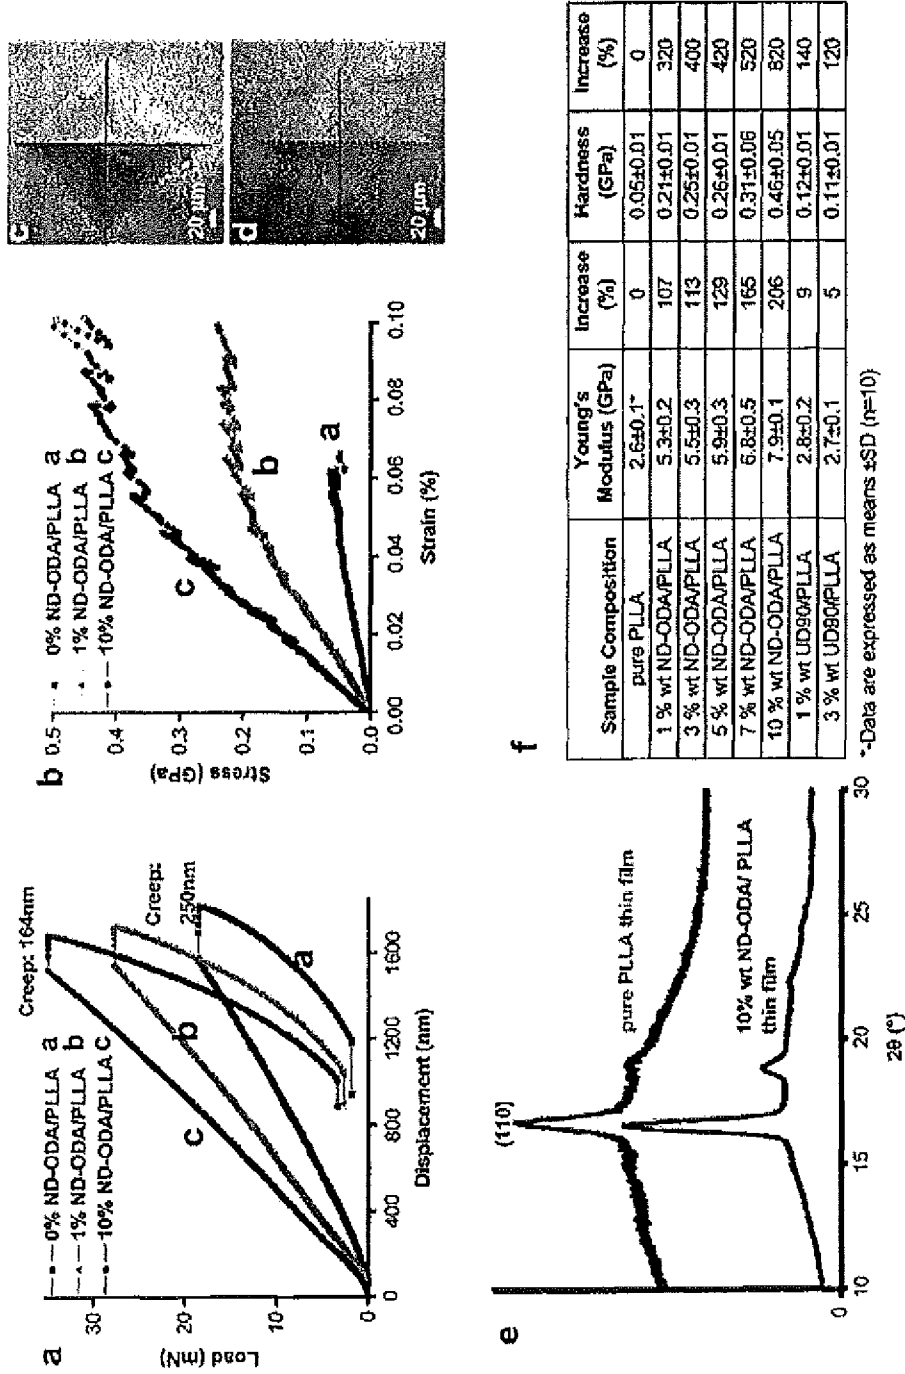 a
0% ND-ODA/PLLA a
1% ND-ODA/PLLA b
10% ND-ODA/PLLA c
Creep: 164nm
Creep:
250nm
a
b
c
Load (mN)
30
20
10
0
0 400 800 1200 1600
Displacement (nm)
b
0% ND-ODA/PLLA a
1% ND-ODA/PLLA b
10% ND-ODA/PLLA c
c
b
a
Stress (GPa)
0.5
0.4
0.3
0.2
0.1
0.0
0.00 0.02 0.04 0.06 0.08 0.10
Strain (%)
c
20 µm
d
20 µm
e
(110)
pure PLLA thin film
10% wt ND-ODA/ PLLA
thin film
0
10 15 20 25 30
2θ (°)
f
Sample Composition Young's Modulus (GPa) Increase (%) Hardness (GPa) Increase (%)
pure PLLA 2.6±0.1* 0 0.05±0.01 0
1 % wt ND-ODA/PLLA 5.3±0.2 107 0.21±0.01 320
3 % wt ND-ODA/PLLA 5.5±0.3 113 0.25±0.01 400
5 % wt ND-ODA/PLLA 5.9±0.3 129 0.26±0.01 420
7 % wt ND-ODA/PLLA 6.8±0.5 165 0.31±0.06 520
10 % wt ND-ODA/PLLA 7.9±0.1 206 0.46±0.05 820
1 % wt UD90/PLLA 2.8±0.2 9 0.12±0.01 140
3 % wt UD90/PLLA 2.7±0.1 5 0.11±0.01 120
*-Data are expressed as means ±SD (n=10)